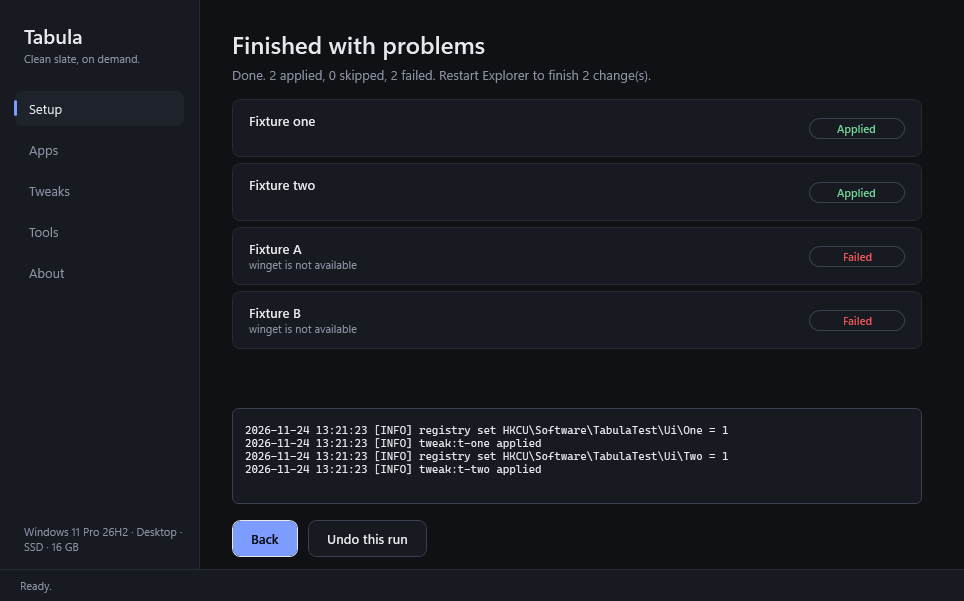 Tabula
Clean slate, on demand.
Setup
Apps
Tweaks
Tools
About
Windows 11 Pro 26H2 · Desktop ·
SSD · 16 GB
Finished with problems
Done. 2 applied, 0 skipped, 2 failed. Restart Explorer to finish 2 change(s).
Fixture one
Applied
Fixture two
Applied
Fixture A
winget is not available
Failed
Fixture B
winget is not available
Failed
2026-11-24 13:21:23 [INFO] registry set HKCU\Software\TabulaTest\Ui\One = 1
2026-11-24 13:21:23 [INFO] tweak:t-one applied
2026-11-24 13:21:23 [INFO] registry set HKCU\Software\TabulaTest\Ui\Two = 1
2026-11-24 13:21:23 [INFO] tweak:t-two applied
Back
Undo this run
Ready.